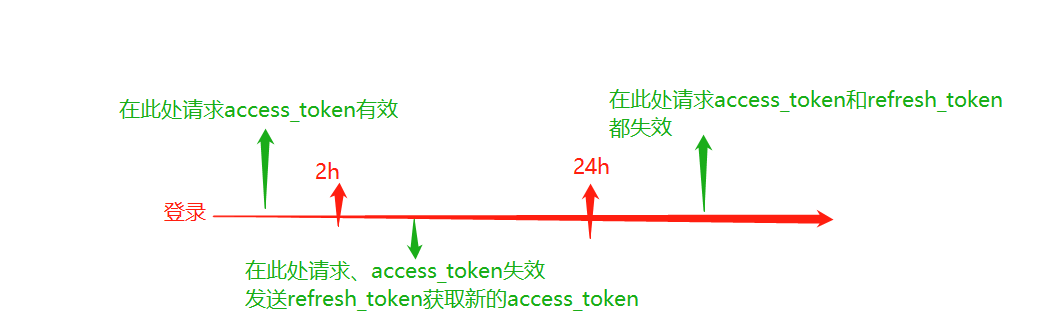 在此处请求access_token和refresh_token
都失效
在此处请求access_token有效
2h
24h
登录
在此处请求、access_token失效
发送refresh_token获取新的access_token